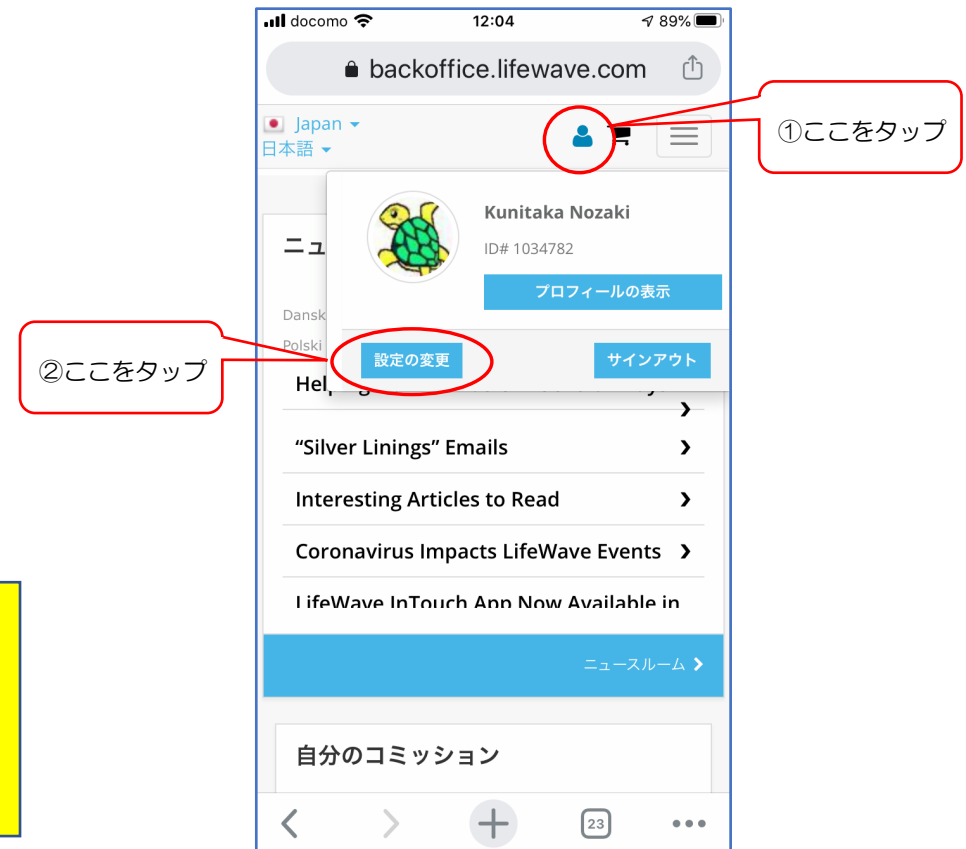 docomo 12:04 89%
backoffice.lifewave.com
①ここをタップ
Japan
日本語
Kunitaka Nozaki
ID# 1034782
プロフィールの表示
ニュ
Dansk
Polski
②ここをタップ
設定の変更 サインアウト
Hel
“Silver Linings” Emails
Interesting Articles to Read
Coronavirus Impacts LifeWave Events
LifeWave InTouch App Now Available in
ニュースルーム
自分のコミッション
23